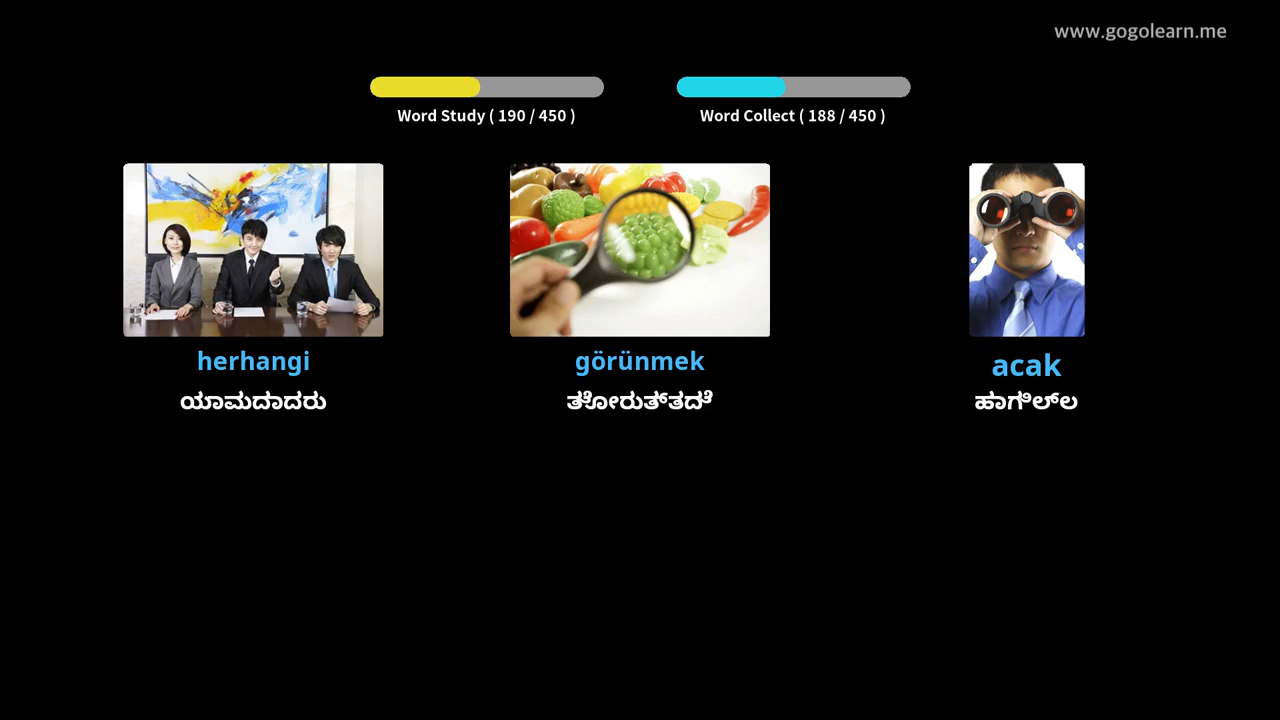 www.gogolearn.me
Word Study ( 190 / 450 )
Word Collect ( 188 / 450 )
herhangi
görünmek
acak
ಯಾಮದಾದರು
ತೋರುತ್ತದೆ
ಹಾಗಿಲ್ಲ